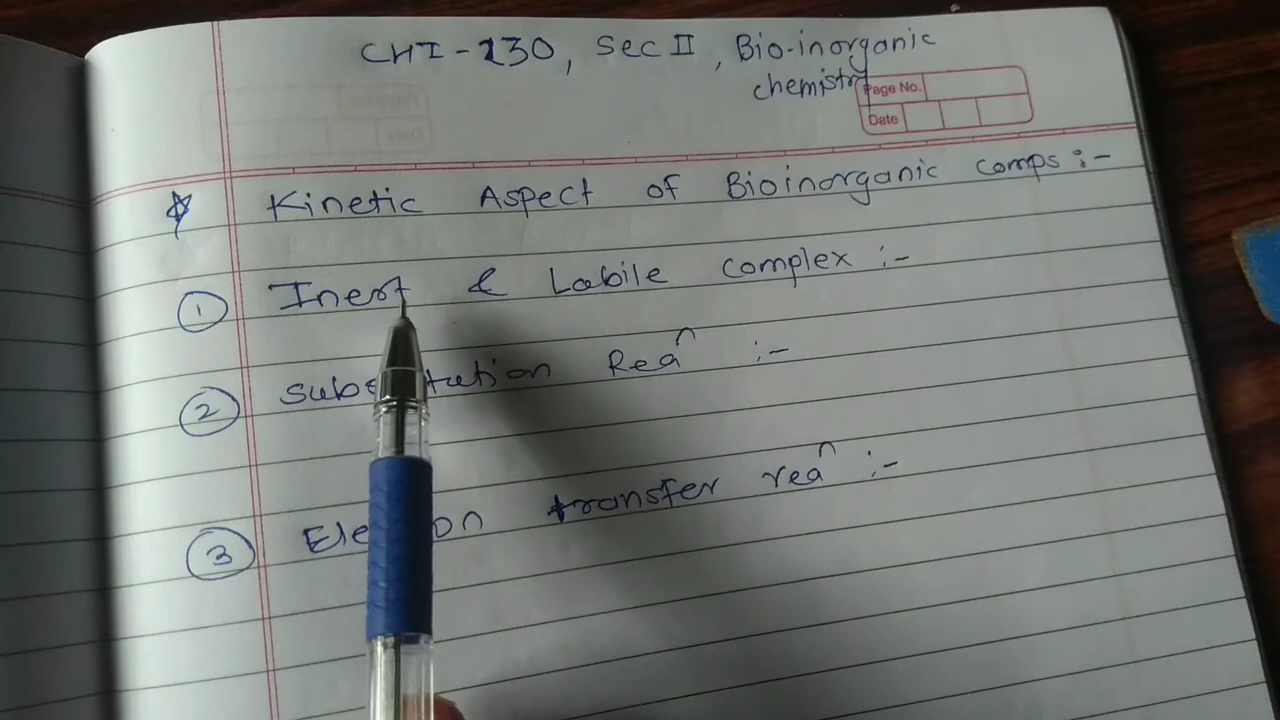 CHI-230, Sec II, Bio-inorganic
chemistry
Page No.
Date
Kinetic Aspect of Bioinorganic comps:-
① Inert & Labile complex :-
② Reaⁿ :-
③ transfer reaⁿ :-